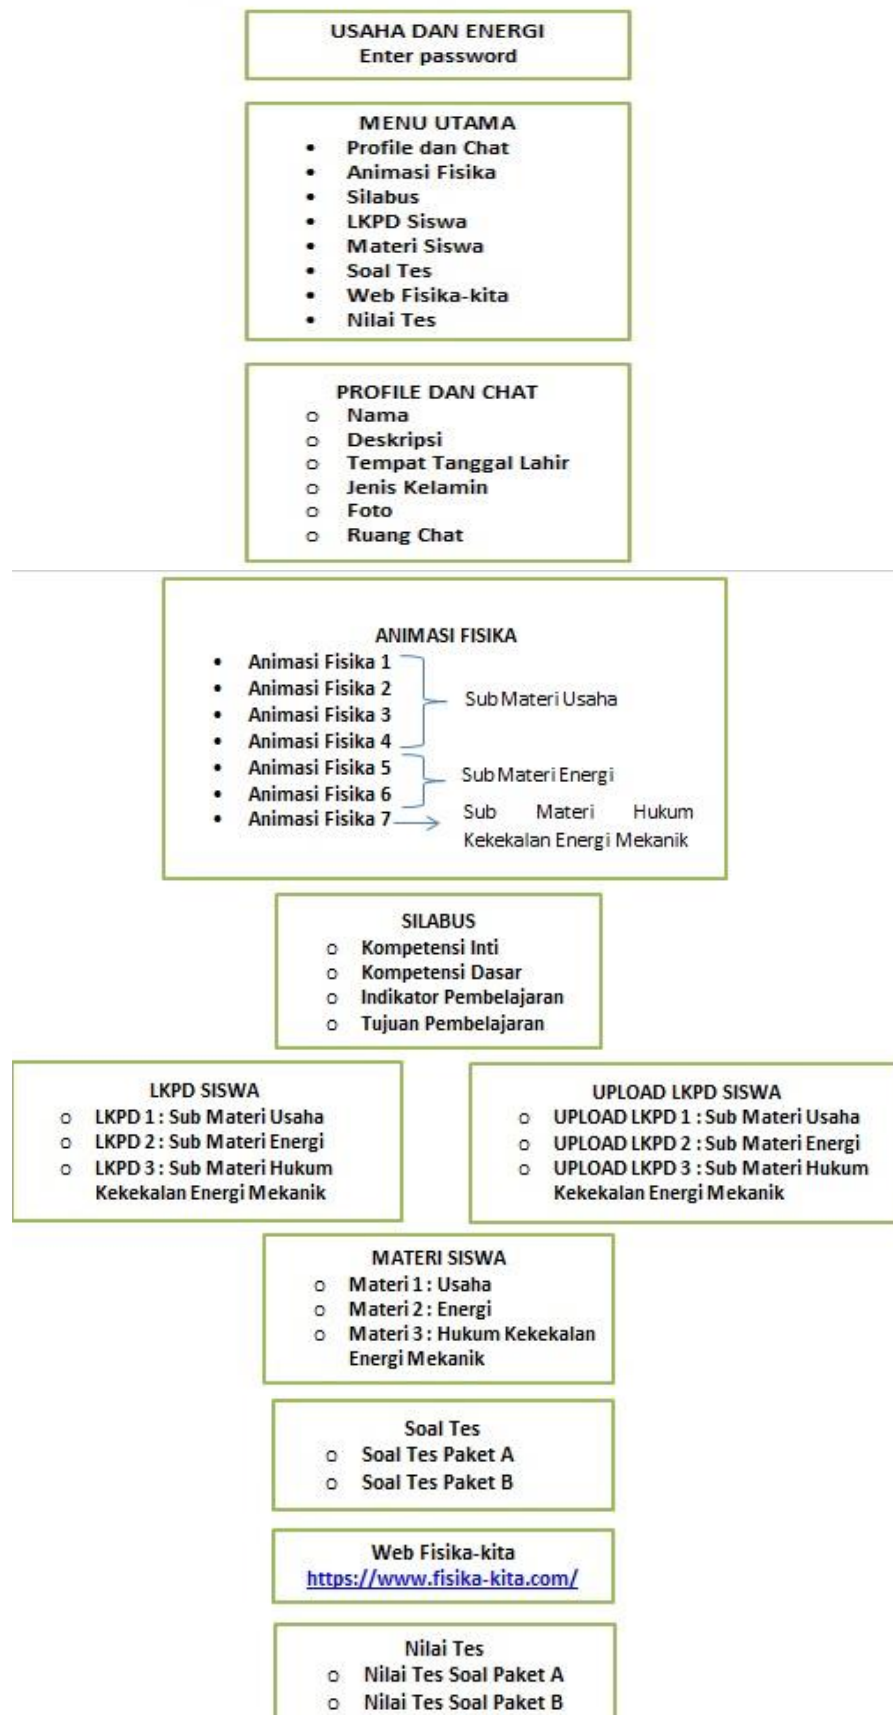 USAHA DAN ENERGI
Enter password
MENU UTAMA
• Profile dan Chat
• Animasi Fisika
• Silabus
• LKPD Siswa
• Materi Siswa
• Soal Tes
• Web Fisika-kita
• Nilai Tes
PROFILE DAN CHAT
o Nama
o Deskripsi
o Tempat Tanggal Lahir
o Jenis Kelamin
o Foto
o Ruang Chat
ANIMASI FISIKA
• Animasi Fisika 1
• Animasi Fisika 2
• Animasi Fisika 3
• Animasi Fisika 4
Sub Materi Usaha
• Animasi Fisika 5
• Animasi Fisika 6
Sub Materi Energi
• Animasi Fisika 7
Sub Materi Hukum
Kekekalan Energi Mekanik
SILABUS
o Kompetensi Inti
o Kompetensi Dasar
o Indikator Pembelajaran
o Tujuan Pembelajaran
LKPD SISWA
o LKPD 1 : Sub Materi Usaha
o LKPD 2 : Sub Materi Energi
o LKPD 3 : Sub Materi Hukum
Kekekalan Energi Mekanik
UPLOAD LKPD SISWA
o UPLOAD LKPD 1 : Sub Materi Usaha
o UPLOAD LKPD 2 : Sub Materi Energi
o UPLOAD LKPD 3 : Sub Materi Hukum
Kekekalan Energi Mekanik
MATERI SISWA
o Materi 1 : Usaha
o Materi 2 : Energi
o Materi 3 : Hukum Kekekalan
Energi Mekanik
Soal Tes
o Soal Tes Paket A
o Soal Tes Paket B
Web Fisika-kita
https://www.fisika-kita.com/
Nilai Tes
o Nilai Tes Soal Paket A
o Nilai Tes Soal Paket B